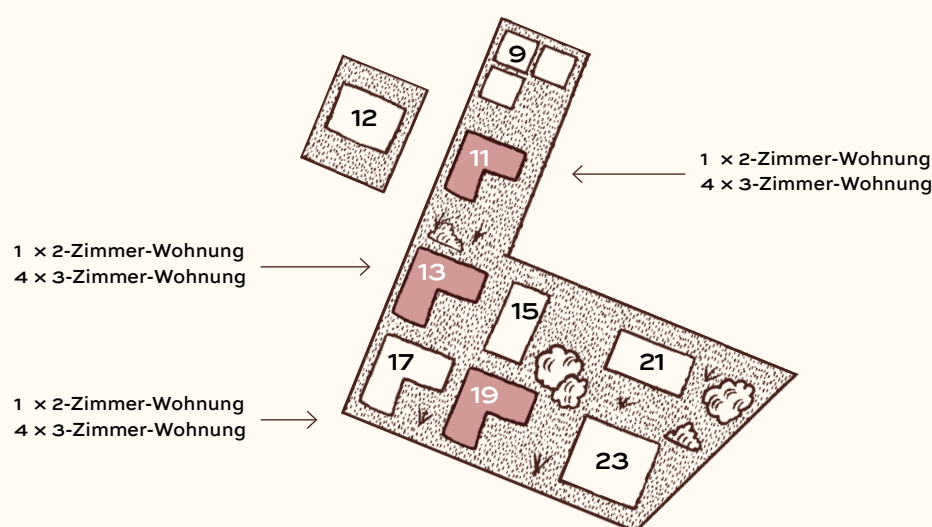 9
12
11
1 x 2-Zimmer-Wohnung
4 x 3-Zimmer-Wohnung
1 x 2-Zimmer-Wohnung
4 x 3-Zimmer-Wohnung
13
15
17
21
19
1 x 2-Zimmer-Wohnung
4 x 3-Zimmer-Wohnung
23